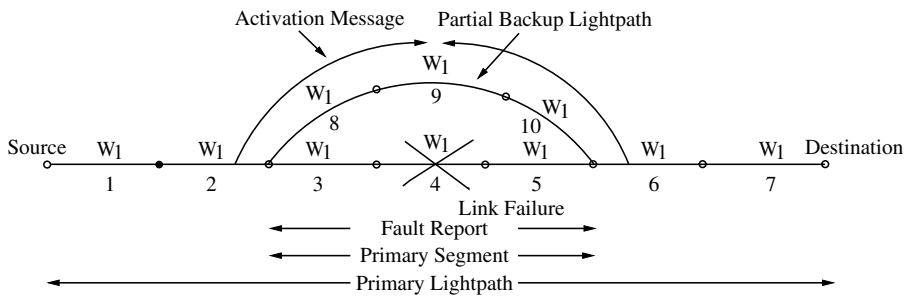 Activation Message Partial Backup Lightpath
W1
W1 9 W1
8 10
Source W1 W1 W1 W1 W1 W1 W1 Destination
1 2 3 4 5 6 7
Link Failure
Fault Report
Primary Segment
Primary Lightpath